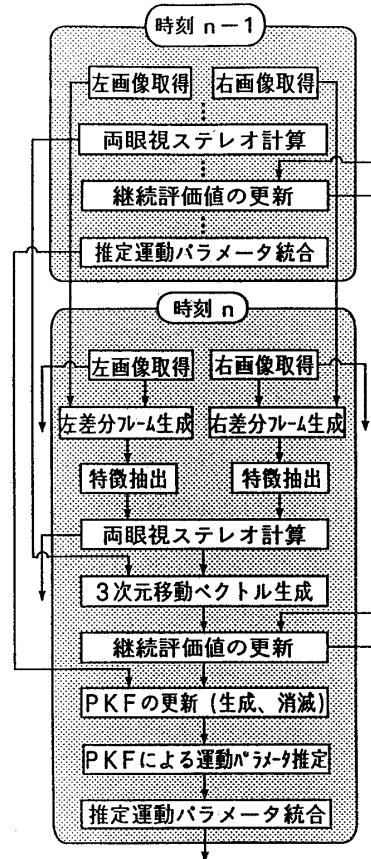 時刻 n-1
左画像取得 右画像取得
両眼視ステレオ計算
継続評価値の更新
推定運動パラメータ統合
時刻 n
左画像取得 右画像取得
左差分フレーム生成 右差分フレーム生成
特徴抽出 特徴抽出
両眼視ステレオ計算
3次元移動ベクトル生成
継続評価値の更新
PKFの更新(生成、消滅)
PKFによる運動パラメータ推定
推定運動パラメータ統合